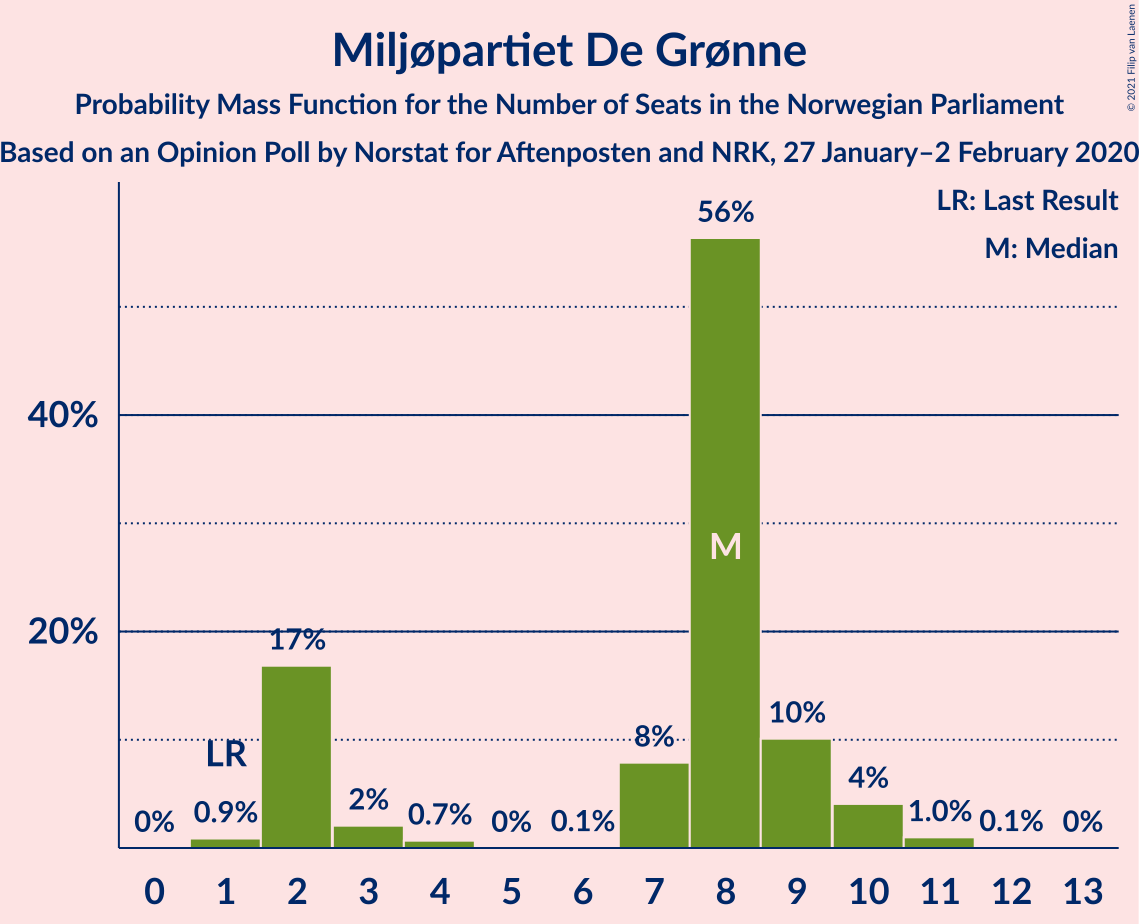 Miljøpartiet De Grønne
Probability Mass Function for the Number of Seats in the Norwegian Parliament
Based on an Opinion Poll by Norstat for Aftenposten and NRK, 27 January–2 February 2020
© 2021 Filip van Laenen
LR: Last Result
M: Median
56%
40%
M
20%
17%
10%
8%
LR
4%
2%
0%
0.9%
0.7%
0%
0.1%
1.0%
0.1%
0%
0 1 2 3 4 5 6 7 8 9 10 11 12 13